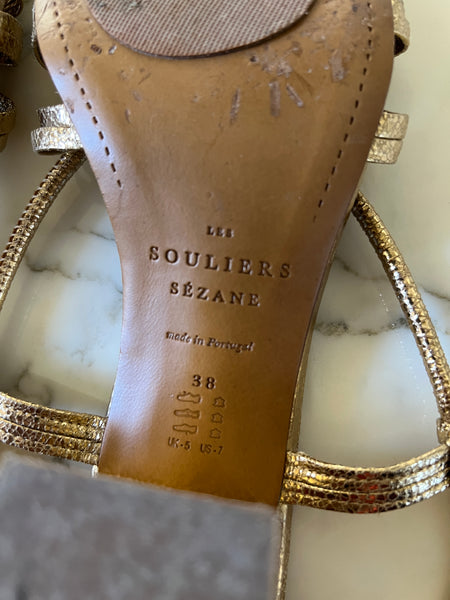 LES
SOULIERS
SÉZANE
made in Portugal
38
UK-5 US-7